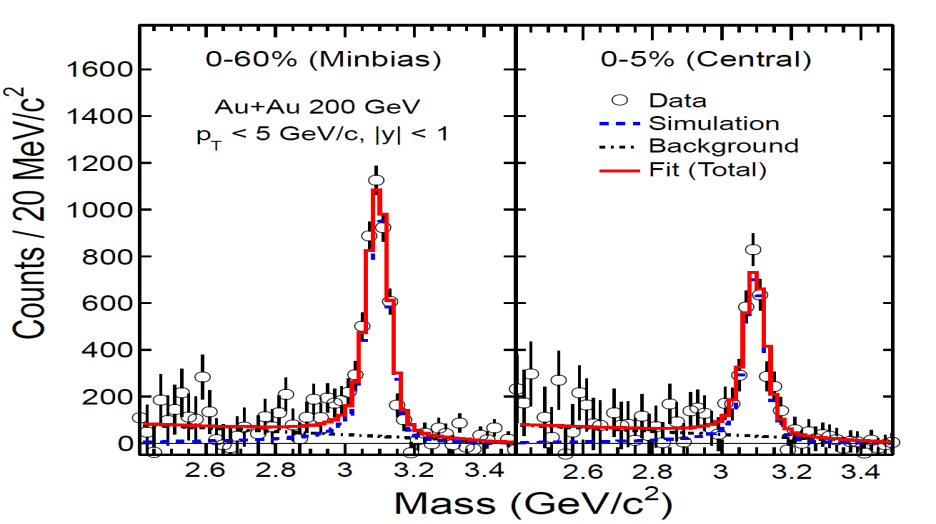 0-60% (Minbias)
Au+Au 200 GeV
p_T < 5 GeV/c, |y| < 1
0-5% (Central)
Data
Simulation
Background
Fit (Total)
Counts / 20 MeV/c²
1600
1400
1200
1000
800
600
400
200
0
2.6 2.8 3 3.2 3.4
2.6 2.8 3 3.2 3.4
Mass (GeV/c²)